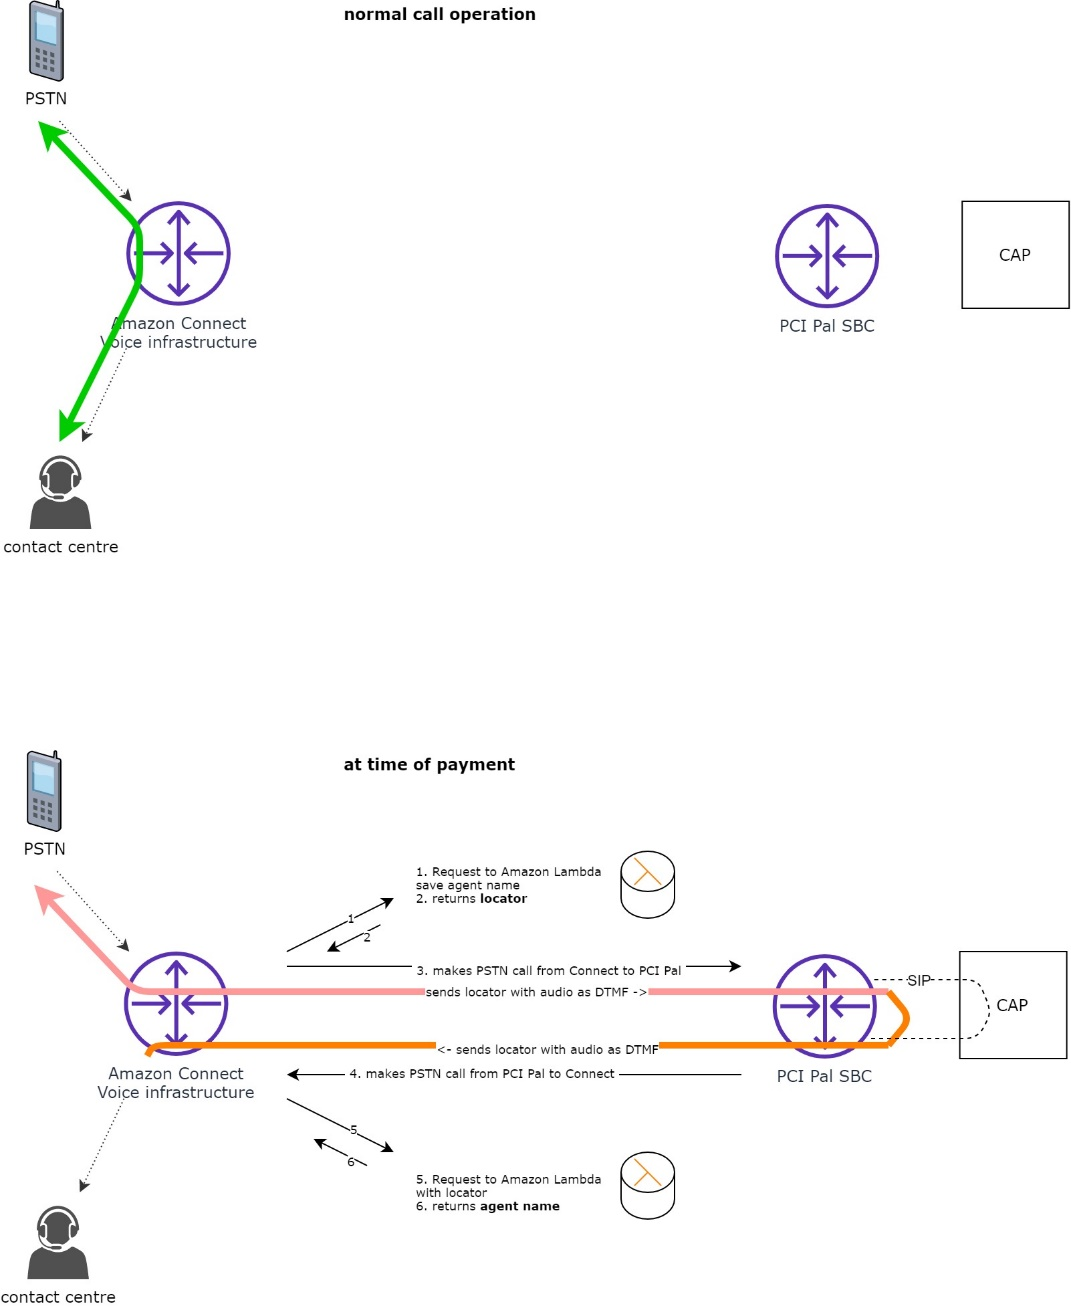 normal call operation
PSTN
Amazon Connect
Voice infrastructure
PCI Pal SBC
CAP
contact centre
at time of payment
PSTN
1. Request to Amazon Lambda
save agent name
2. returns locator
1
2
3. makes PSTN call from Connect to PCI Pal
sends locator with audio as DTMF ->
SIP
CAP
<- sends locator with audio as DTMF
4. makes PSTN call from PCI Pal to Connect
Amazon Connect
Voice infrastructure
PCI Pal SBC
5
6
5. Request to Amazon Lambda
with locator
6. returns agent name
contact centre